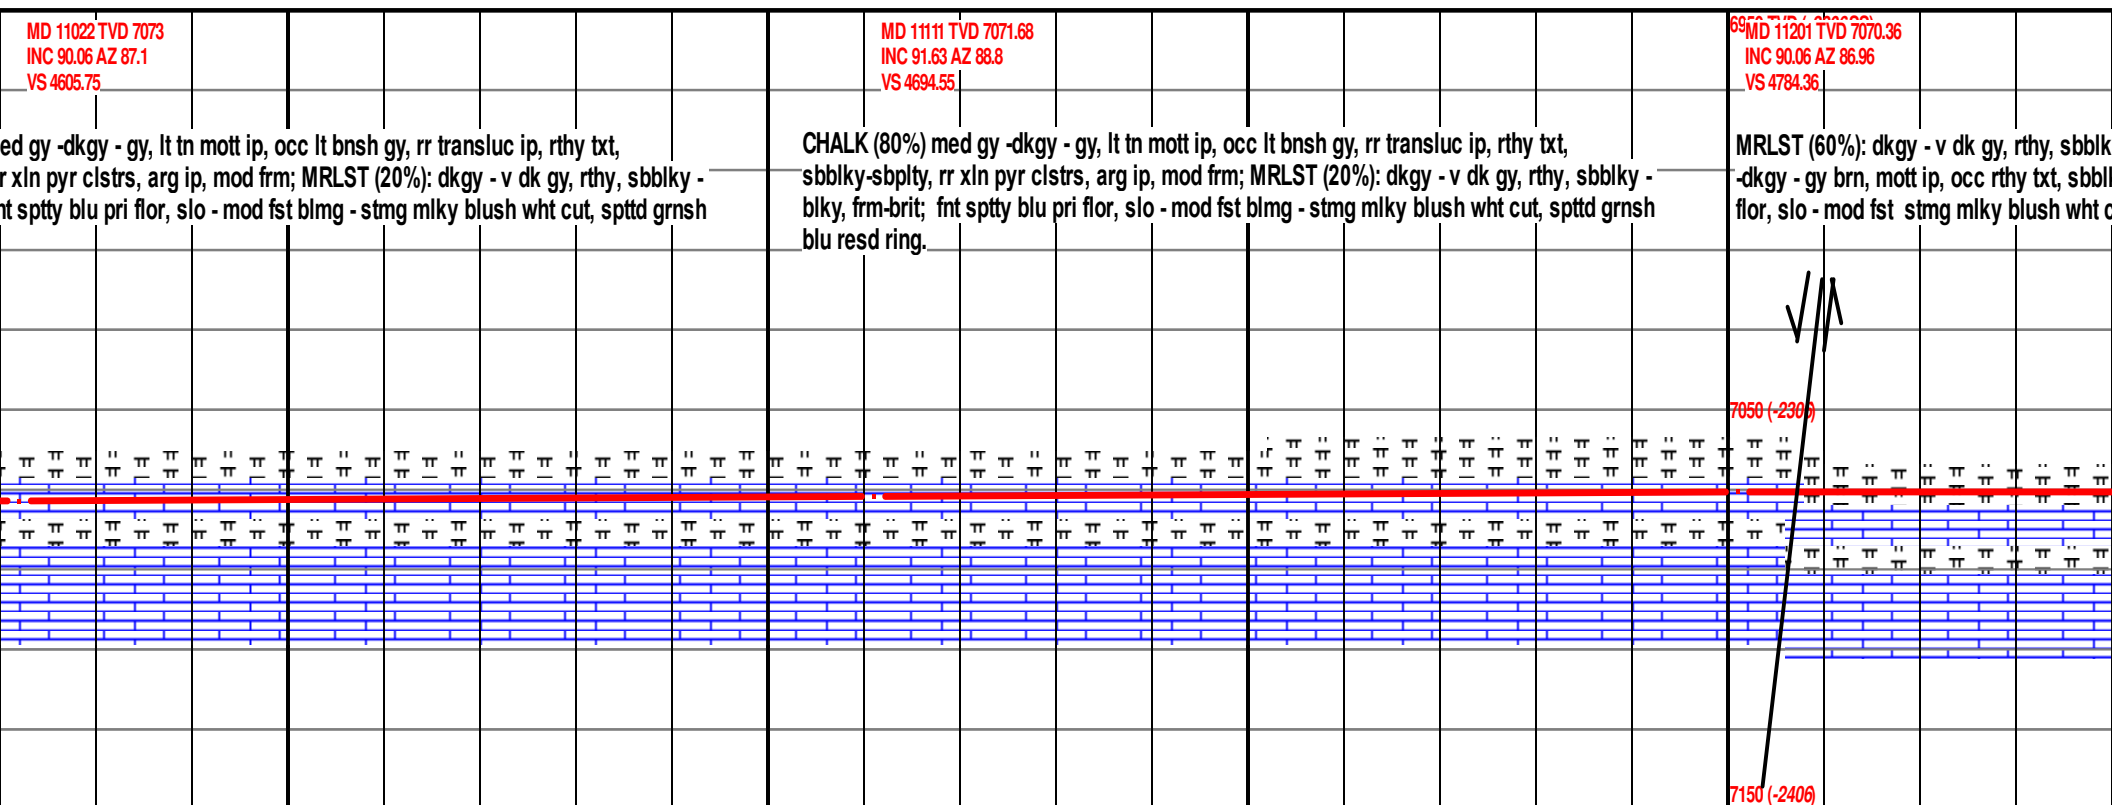 MD 11022 TVD 7073
INC 90.06 AZ 87.1
VS 4605.75
MD 11111 TVD 7071.68
INC 91.63 AZ 88.8
VS 4694.55
MD 11201 TVD 7070.36
INC 90.06 AZ 86.96
VS 4784.36
ed gy -dkgy - gy, lt tn mott ip, occ lt bnsh gy, rr transluc ip, rthy txt,
r xln pyr clstrs, arg ip, mod frm; MRLST (20%): dkgy - v dk gy, rthy, sbblky -
nt sptty blu pri flor, slo - mod fst blmg - stmg mlky blush wht cut, spttd grnsh
CHALK (80%) med gy -dkgy - gy, lt tn mott ip, occ lt bnsh gy, rr transluc ip, rthy txt,
sbblky-sbplty, rr xln pyr clstrs, arg ip, mod frm; MRLST (20%): dkgy - v dk gy, rthy, sbblky -
blky, frm-brit; fnt sptty blu pri flor, slo - mod fst blmg - stmg mlky blush wht cut, spttd grnsh
blu resd ring.
MRLST (60%): dkgy - v dk gy, rthy, sbblk
-dkgy - gy brn, mott ip, occ rthy txt, sbbl
flor, slo - mod fst stmg mlky blush wht c
7050 (-2306)
7150 (-2406)